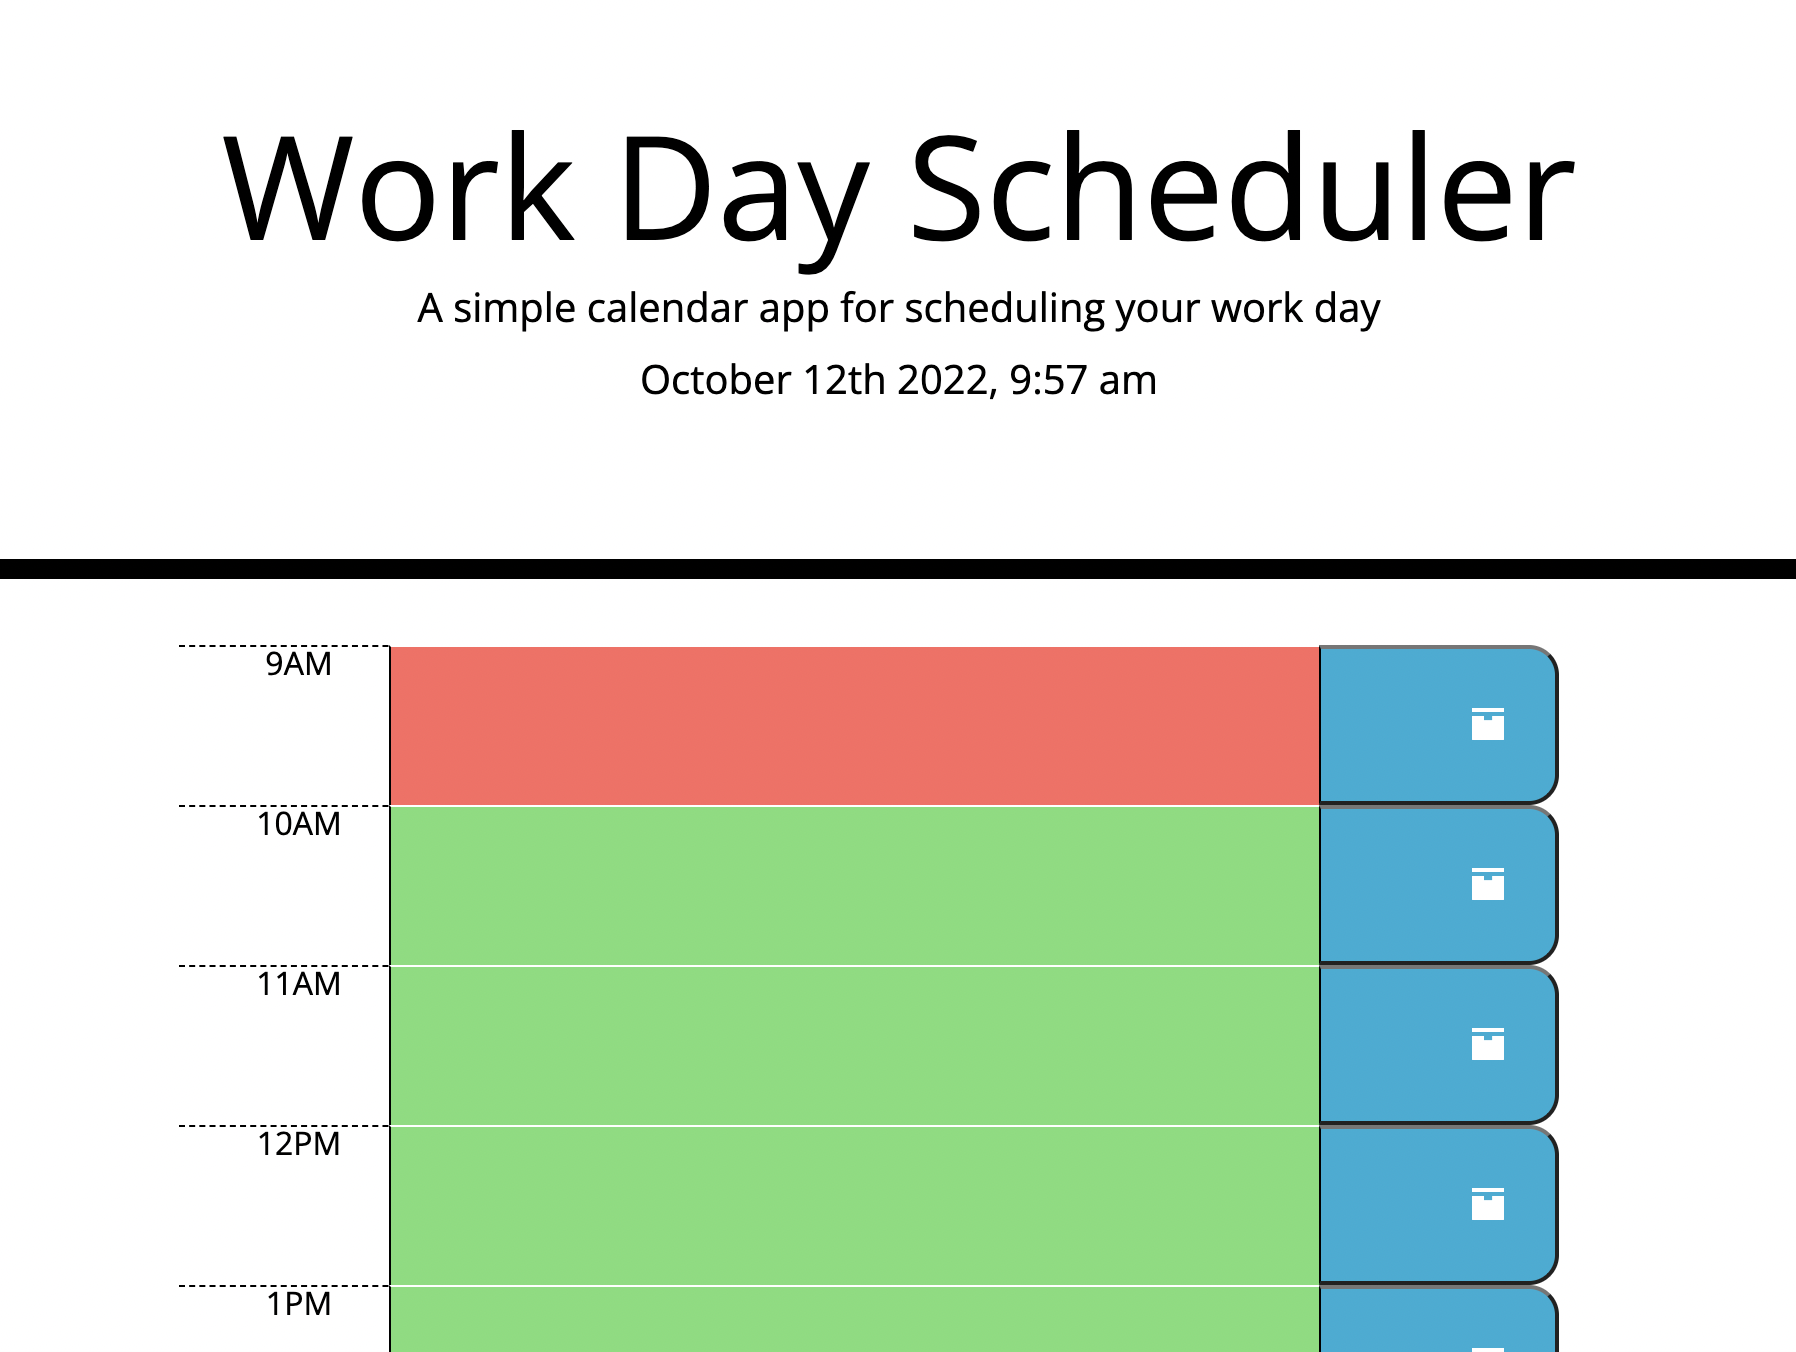 Work Day Scheduler
A simple calendar app for scheduling your work day
October 12th 2022, 9:57 am
9AM
10AM
11AM
12PM
1PM